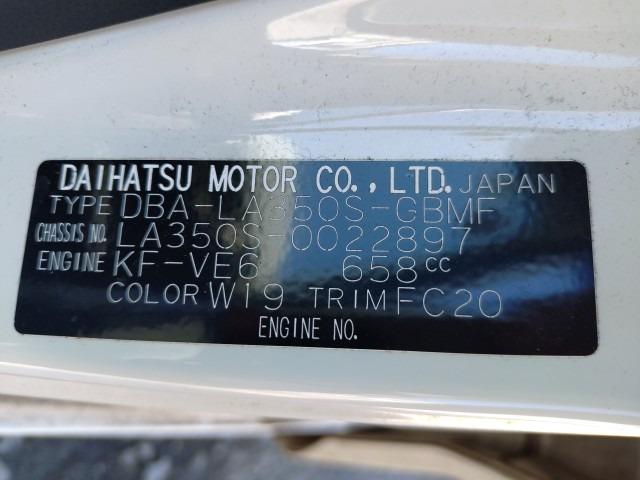 DAIHATSU MOTOR CO., LTD. JAPAN
TYPE DBA-LA350S-GBMF
CHASSIS NO. LA350S-0022897
ENGINE KF-VE6 658cc
COLOR W19 TRIM FC20
ENGINE NO.